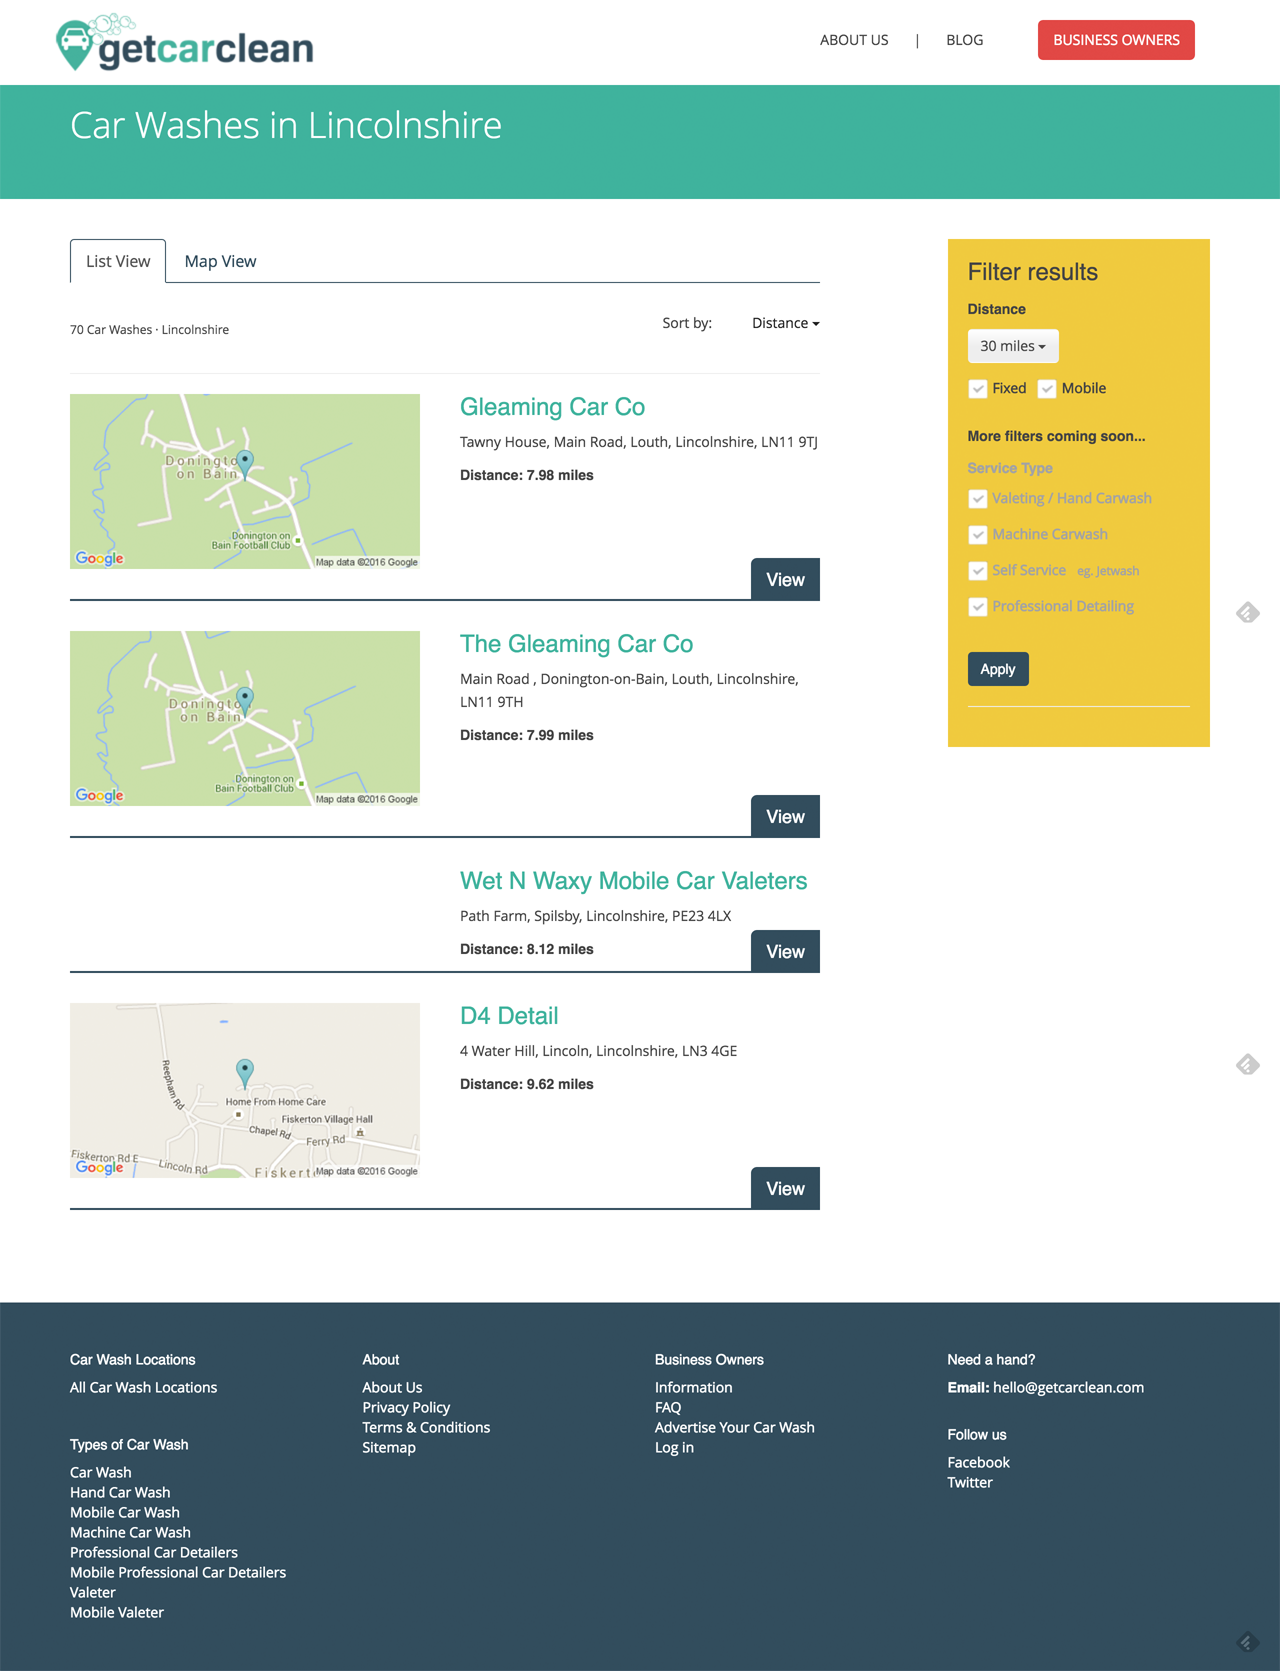 getcarclean
ABOUT US | BLOG
BUSINESS OWNERS
Car Washes in Lincolnshire
List View
Map View
70 Car Washes · Lincolnshire
Sort by: Distance
Gleaming Car Co
Tawny House, Main Road, Louth, Lincolnshire, LN11 9TJ
Distance: 7.98 miles
Donington
on Bain
Donington on
Bain Football Club
Google
Map data ©2016 Google
View
The Gleaming Car Co
Main Road , Donington-on-Bain, Louth, Lincolnshire,
LN11 9TH
Distance: 7.99 miles
Donington
on Bain
Donington on
Bain Football Club
Google
Map data ©2016 Google
View
Wet N Waxy Mobile Car Valeters
Path Farm, Spilsby, Lincolnshire, PE23 4LX
Distance: 8.12 miles
View
D4 Detail
4 Water Hill, Lincoln, Lincolnshire, LN3 4GE
Distance: 9.62 miles
Reepham Rd
Home From Home Care
Fiskerton Village Hall
Chapel Rd
Ferry Rd
Fiskerton Rd E
Lincoln Rd
Fiskert
Google
Map data ©2016 Google
View
Filter results
Distance
30 miles
Fixed Mobile
More filters coming soon...
Service Type
Valeting / Hand Carwash
Machine Carwash
Self Service eg. Jetwash
Professional Detailing
Apply
Car Wash Locations
All Car Wash Locations
Types of Car Wash
Car Wash
Hand Car Wash
Mobile Car Wash
Machine Car Wash
Professional Car Detailers
Mobile Professional Car Detailers
Valeter
Mobile Valeter
About
About Us
Privacy Policy
Terms & Conditions
Sitemap
Business Owners
Information
FAQ
Advertise Your Car Wash
Log in
Need a hand?
Email: hello@getcarclean.com
Follow us
Facebook
Twitter